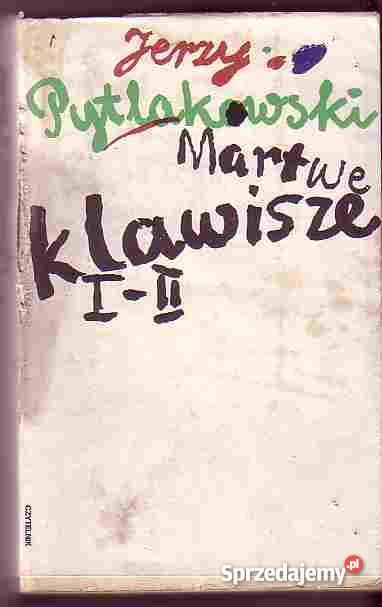 Jerzy
Pytlakowski
Martwe
klawisze
I-II
CZYTELNIK
Sprzedajemy.pl